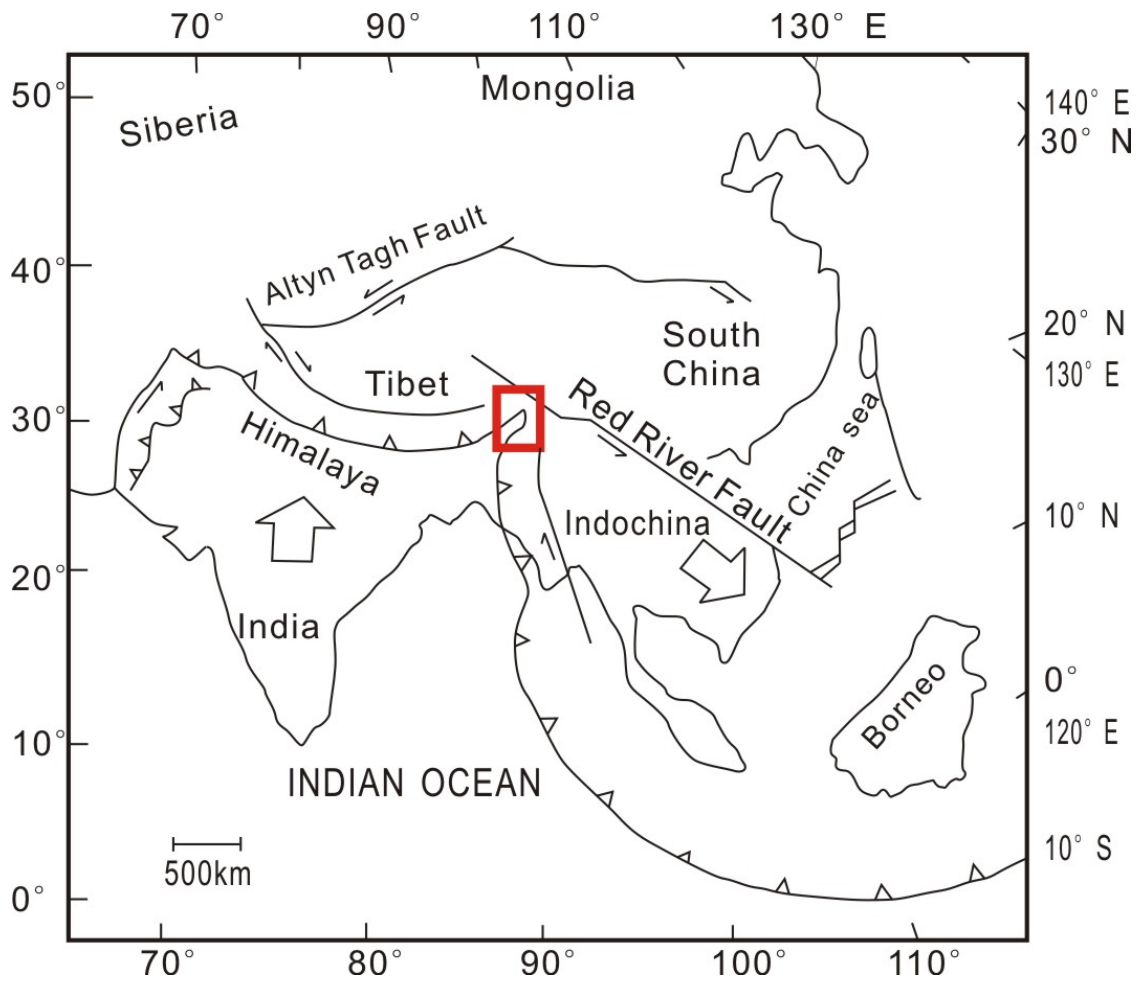 70° 90° 110° 130° E
50°
Mongolia
140° E
Siberia
30° N
Altyn Tagh Fault
40°
South
China
20° N
130° E
Tibet
Red River Fault
China sea
30°
Himalaya
Indochina
10° N
20°
India
Borneo
0°
10°
120° E
INDIAN OCEAN
500km
10° S
0°
70° 80° 90° 100° 110°